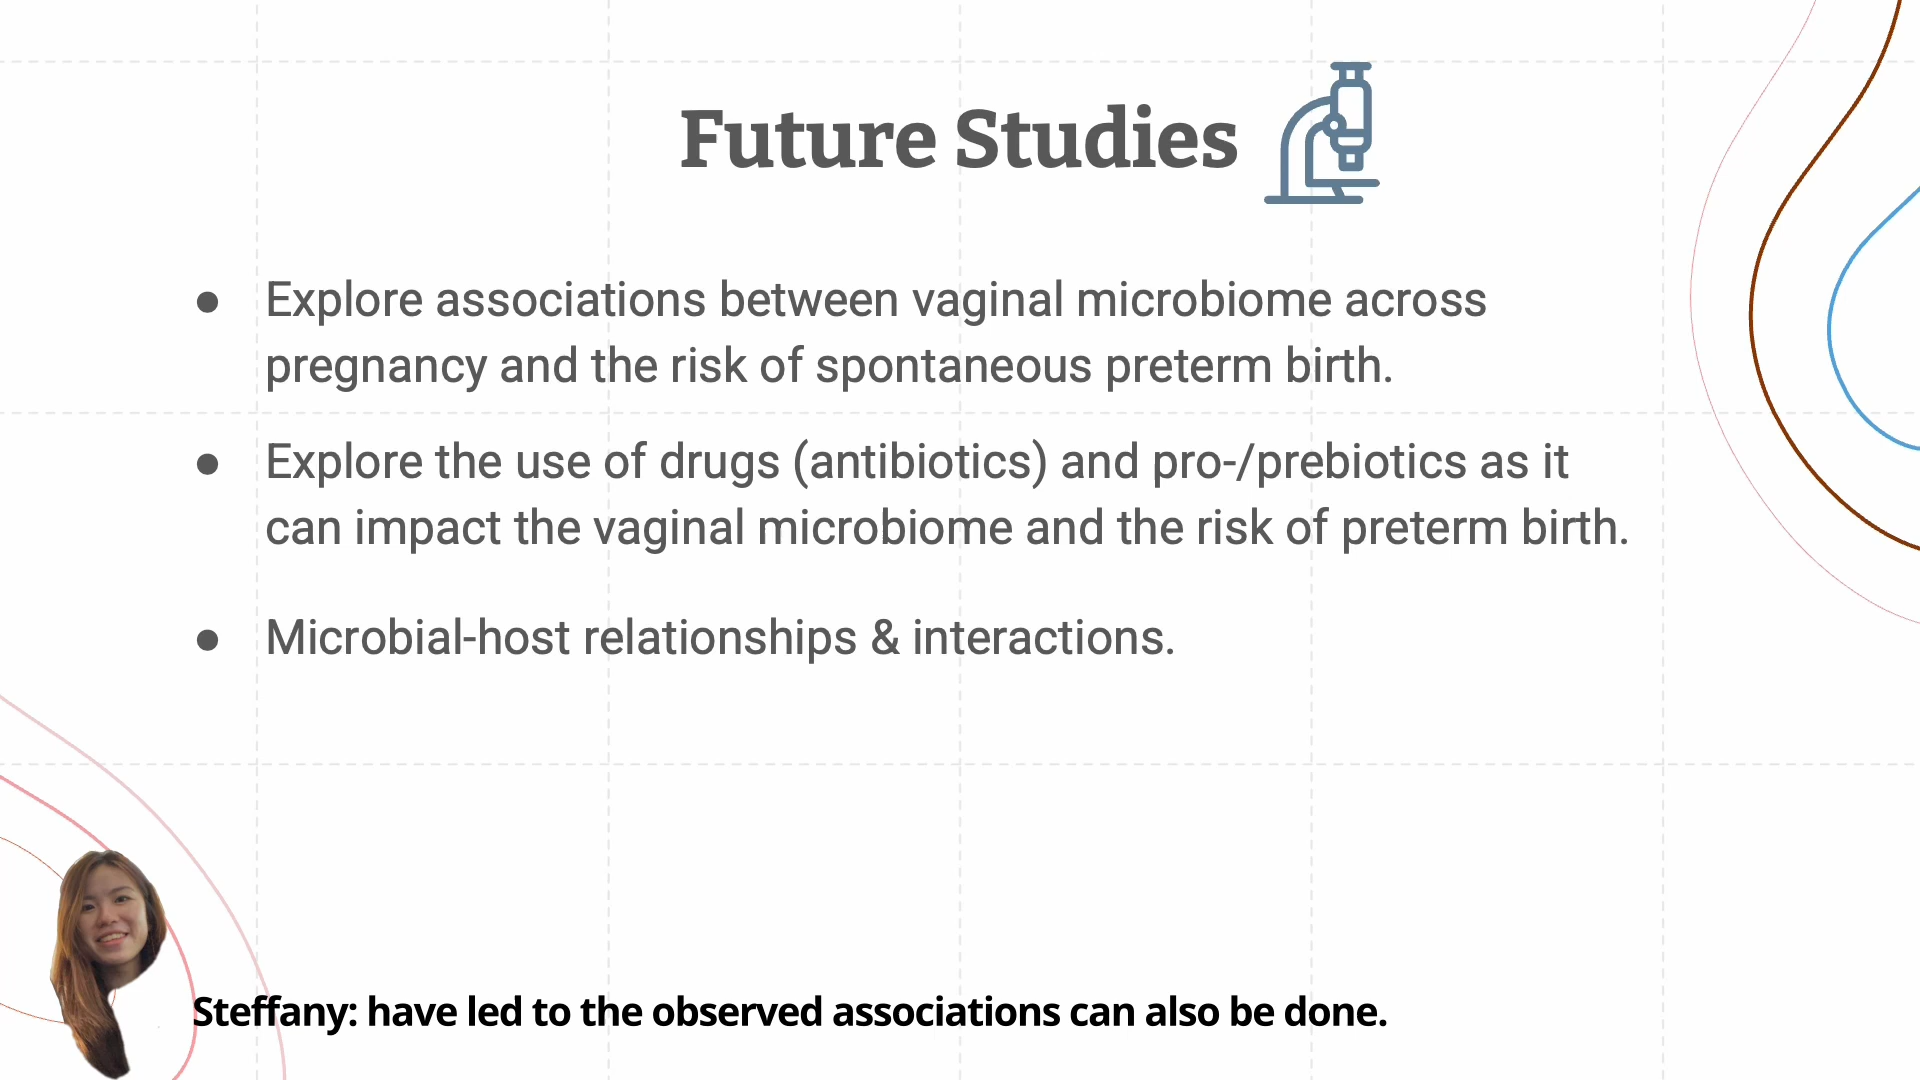 Future Studies
● Explore associations between vaginal microbiome across
pregnancy and the risk of spontaneous preterm birth.
● Explore the use of drugs (antibiotics) and pro-/prebiotics as it
can impact the vaginal microbiome and the risk of preterm birth.
● Microbial-host relationships & interactions.
Steffany: have led to the observed associations can also be done.